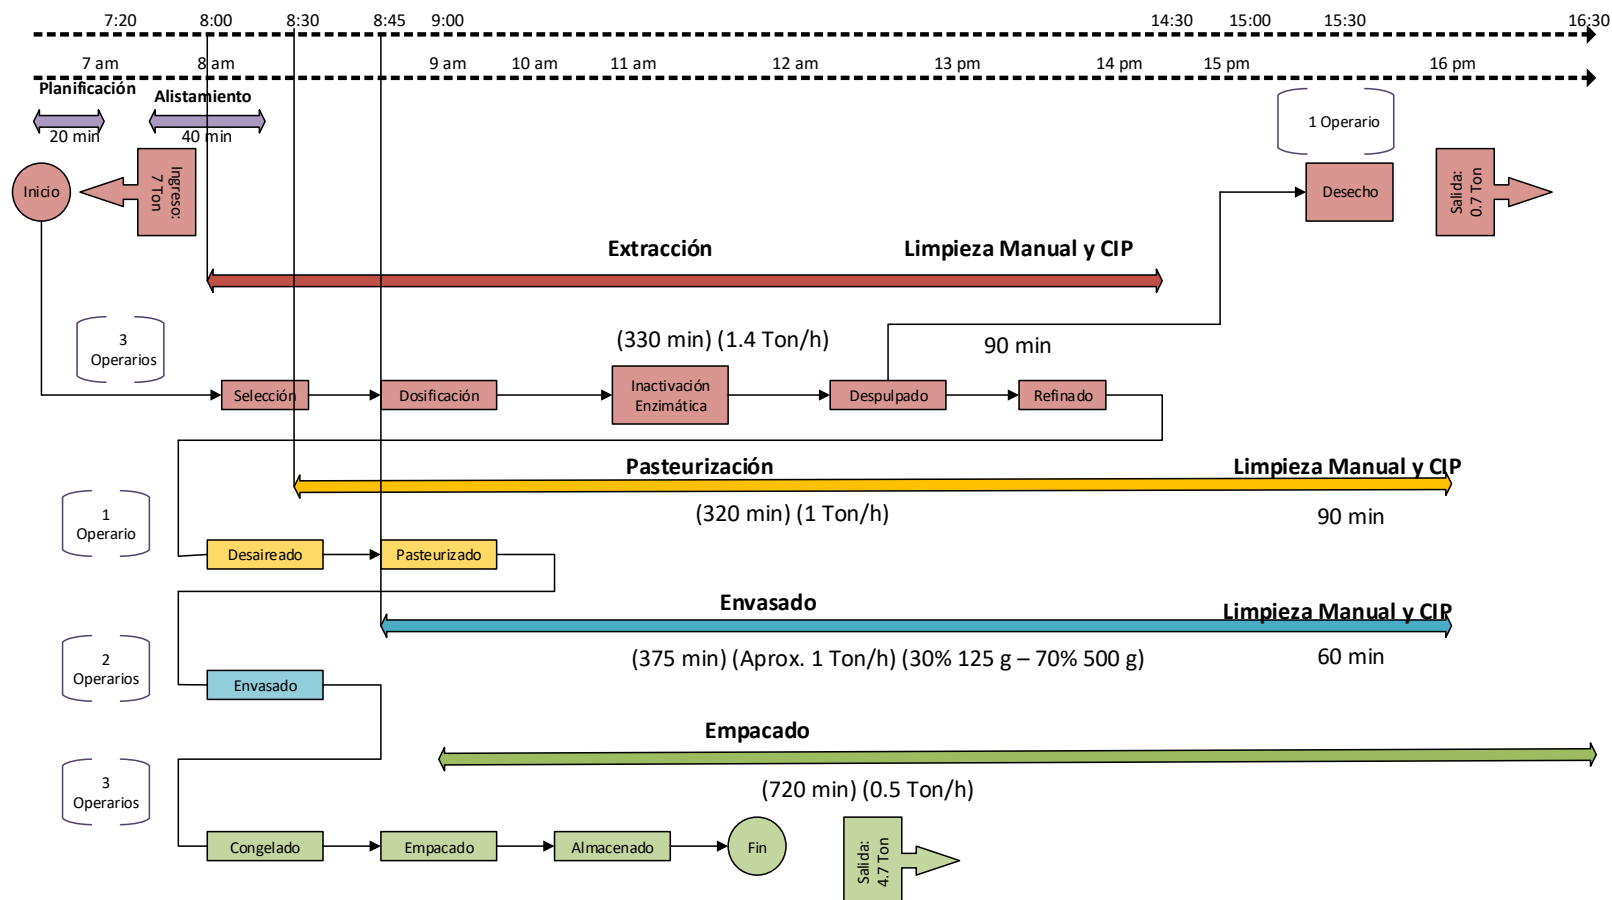 7:20 8:00 8:30 8:45 9:00 14:30 15:00 15:30 16:30
7 am 8 am 9 am 10 am 11 am 12 am 13 pm 14 pm 15 pm 16 pm
Planificación
Alistamiento
20 min
40 min
1 Operario
Inicio
Ingreso:
7 Ton
Desecho
Salida:
0.7 Ton
Extracción
Limpieza Manual y CIP
3
Operarios
(330 min) (1.4 Ton/h)
90 min
Selección
Dosificación
Inactivación
Enzimática
Despulpado
Refinado
Pasteurización
Limpieza Manual y CIP
1
Operario
(320 min) (1 Ton/h)
90 min
Desaireado
Pasteurizado
Envasado
Limpieza Manual y CIP
2
Operarios
(375 min) (Aprox. 1 Ton/h) (30% 125 g – 70% 500 g)
60 min
Envasado
Empacado
3
Operarios
(720 min) (0.5 Ton/h)
Congelado
Empacado
Almacenado
Fin
Salida:
4.7 Ton